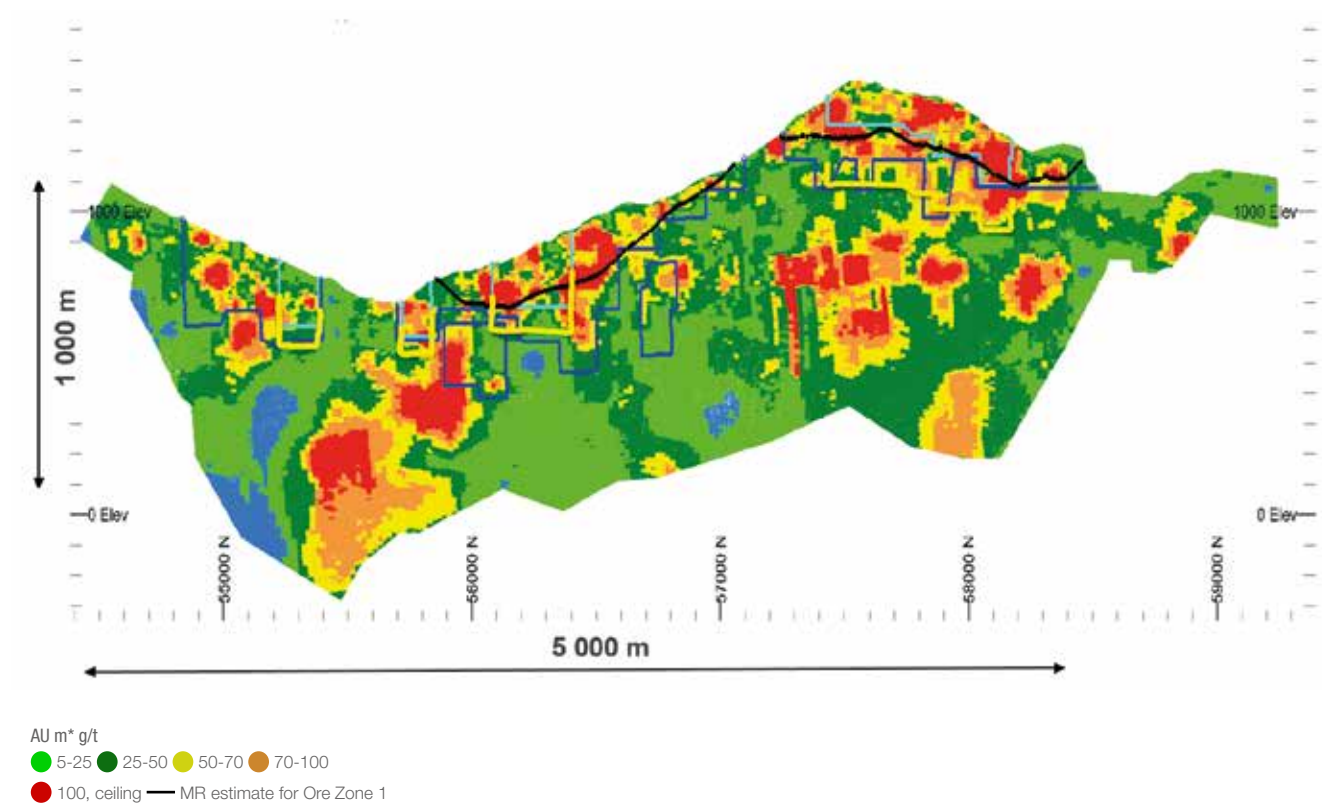 1000 Elev
1000 Elev
1 000 m
0 Elev
0 Elev
55000 N
56000 N
57000 N
58000 N
59000 N
5 000 m
AU m* g/t
5-25 25-50 50-70 70-100
100, ceiling MR estimate for Ore Zone 1